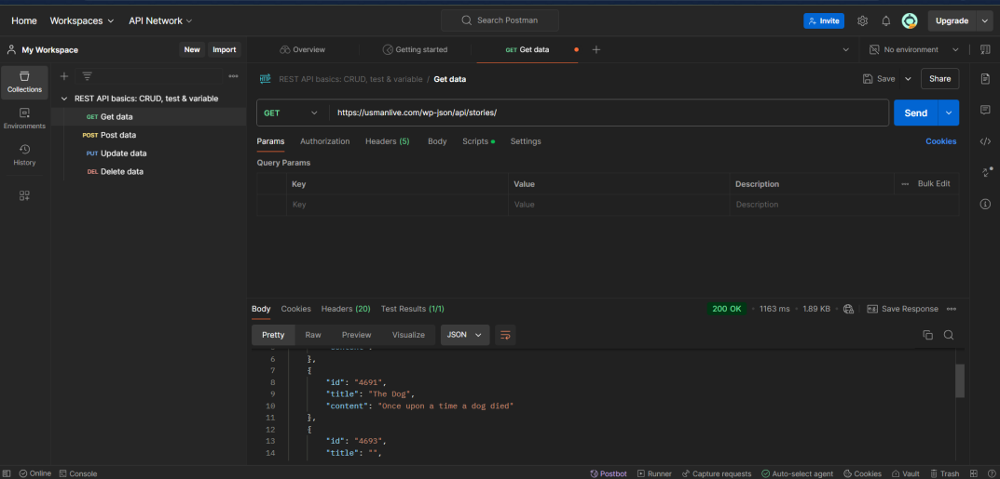 Home Workspaces API Network Search Postman Invite Upgrade
My Workspace New Import Overview Getting started GET Get data No environment
Collections
Environments
History
REST API basics: CRUD, test & variable
GET Get data
POST Post data
PUT Update data
DEL Delete data
REST API basics: CRUD, test & variable / Get data Save Share
GET https://usmanlive.com/wp-json/api/stories/ Send
Params Authorization Headers (5) Body Scripts Settings Cookies
Query Params
Key Value Description Bulk Edit
Key Value Description
Body Cookies Headers (20) Test Results (1/1) 200 OK 1163 ms 1.89 KB Save Response
Pretty Raw Preview Visualize JSON
6 },
7 {
8 "id": "4691",
9 "title": "The Dog",
10 "content": "Once upon a time a dog died"
11 },
12 {
13 "id": "4693",
14 "title": "",
Online Console Postbot Runner Capture requests Auto-select agent Cookies Vault Trash